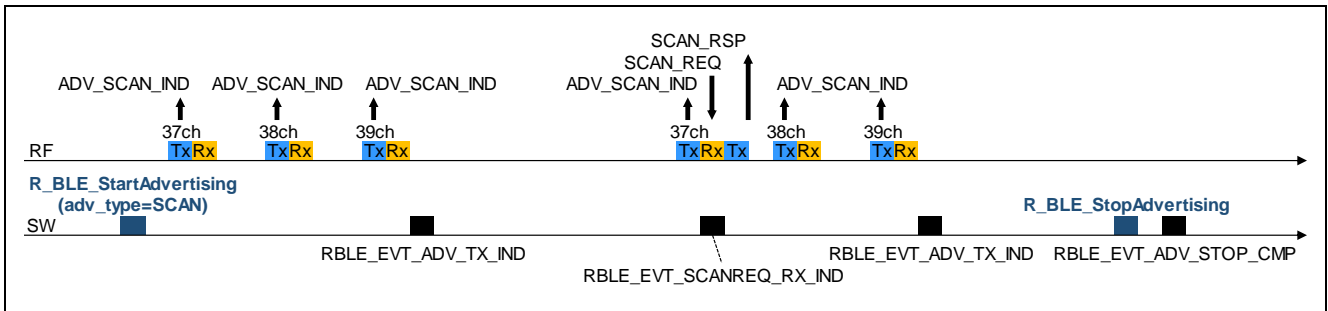 SCAN_RSP
SCAN_REQ
ADV_SCAN_IND ADV_SCAN_IND ADV_SCAN_IND ADV_SCAN_IND ADV_SCAN_IND
37ch 38ch 39ch 37ch 38ch 39ch
RF Tx Rx Tx Rx Tx Rx Tx Rx Tx Tx Rx Tx Rx
R_BLE_StartAdvertising
(adv_type=SCAN) R_BLE_StopAdvertising
SW
RBLE_EVT_ADV_TX_IND RBLE_EVT_ADV_TX_IND RBLE_EVT_ADV_STOP_CMP
RBLE_EVT_SCANREQ_RX_IND